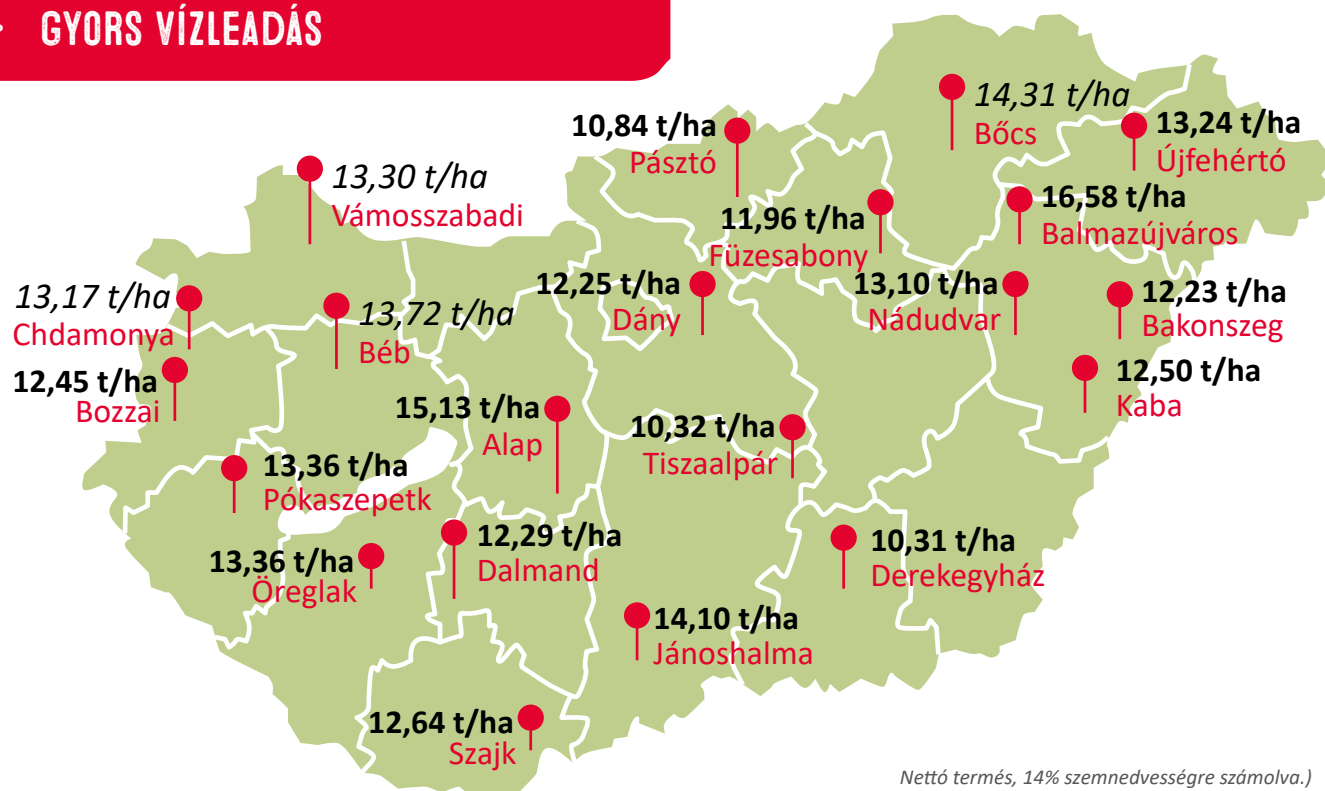 GYORS VÍZLEADÁS
14,31 t/ha
Bőcs
10,84 t/ha
Pásztó
13,24 t/ha
Újfehértó
13,30 t/ha
Vámosszabadi
16,58 t/ha
Balmazújváros
11,96 t/ha
Füzesabony
13,17 t/ha
Chdamonya
13,72 t/ha
Béb
12,25 t/ha
Dány
13,10 t/ha
Nádudvar
12,23 t/ha
Bakonszeg
12,45 t/ha
Bozzai
12,50 t/ha
Kaba
15,13 t/ha
Alap
10,32 t/ha
Tiszaalpár
13,36 t/ha
Pókaszepetk
12,29 t/ha
Dalmand
13,36 t/ha
Öreglak
10,31 t/ha
Derekegyház
14,10 t/ha
Jánoshalma
12,64 t/ha
Szajk
Nettó termés, 14% szemnedvességre számolva.)